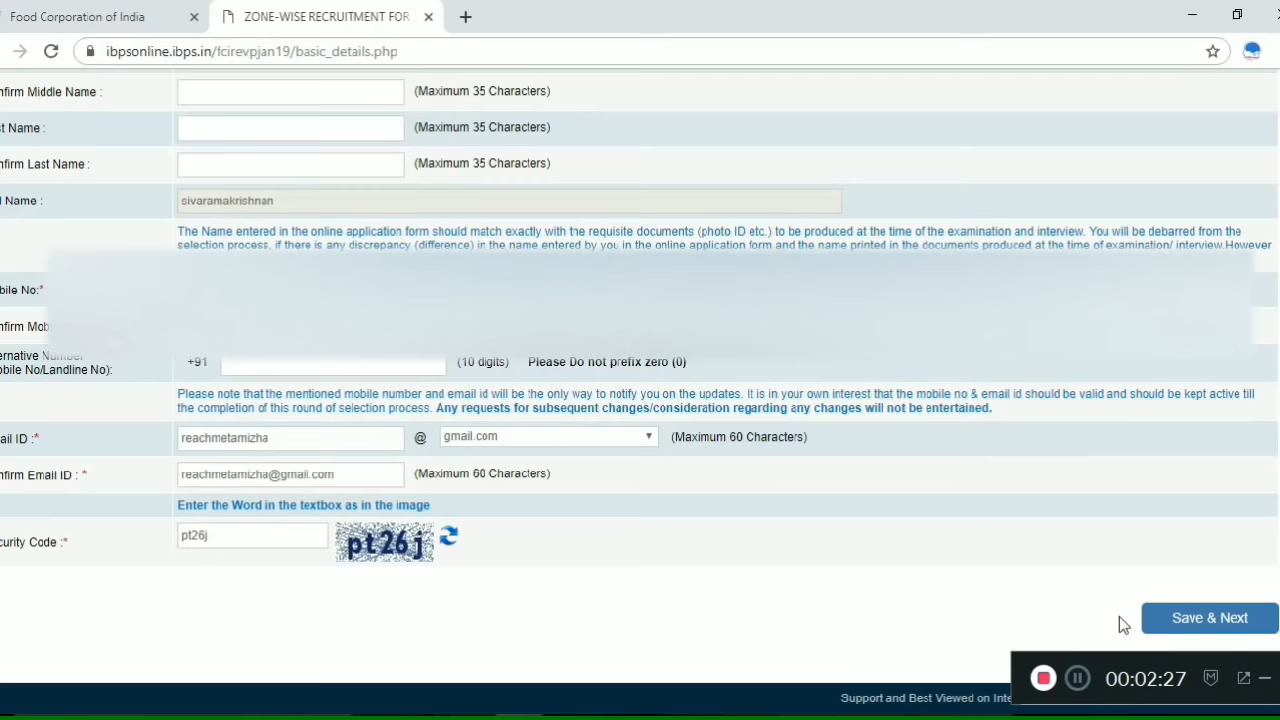 Food Corporation of India
ZONE-WISE RECRUITMENT FOR
ibpsonline.ibps.in/fcirevpjan19/basic_details.php
nfirm Middle Name :
(Maximum 35 Characters)
st Name :
(Maximum 35 Characters)
nfirm Last Name :
(Maximum 35 Characters)
l Name :
sivaramakrishnan
The Name entered in the online application form should match exactly with the requisite documents (photo ID etc.) to be produced at the time of the examination and interview. You will be debarred from the
selection process, if there is any discrepancy (difference) in the name entered by you in the online application form and the name printed in the documents produced at the time of examination/ interview.However
bile No:*
nfirm Mob
ernative Number
obile No/Landline No):
+91
(10 digits)
Please Do not prefix zero (0)
Please note that the mentioned mobile number and email id will be the only way to notify you on the updates. It is in your own interest that the mobile no & email id should be valid and should be kept active till
the completion of this round of selection process. Any requests for subsequent changes/consideration regarding any changes will not be entertained.
ail ID :*
reachmetamizha
@
gmail.com
(Maximum 60 Characters)
nfirm Email ID : *
reachmetamizha@gmail.com
(Maximum 60 Characters)
Enter the Word in the textbox as in the image
curity Code :*
pt26j
pt26j
Save & Next
00:02:27
Support and Best Viewed on Inte